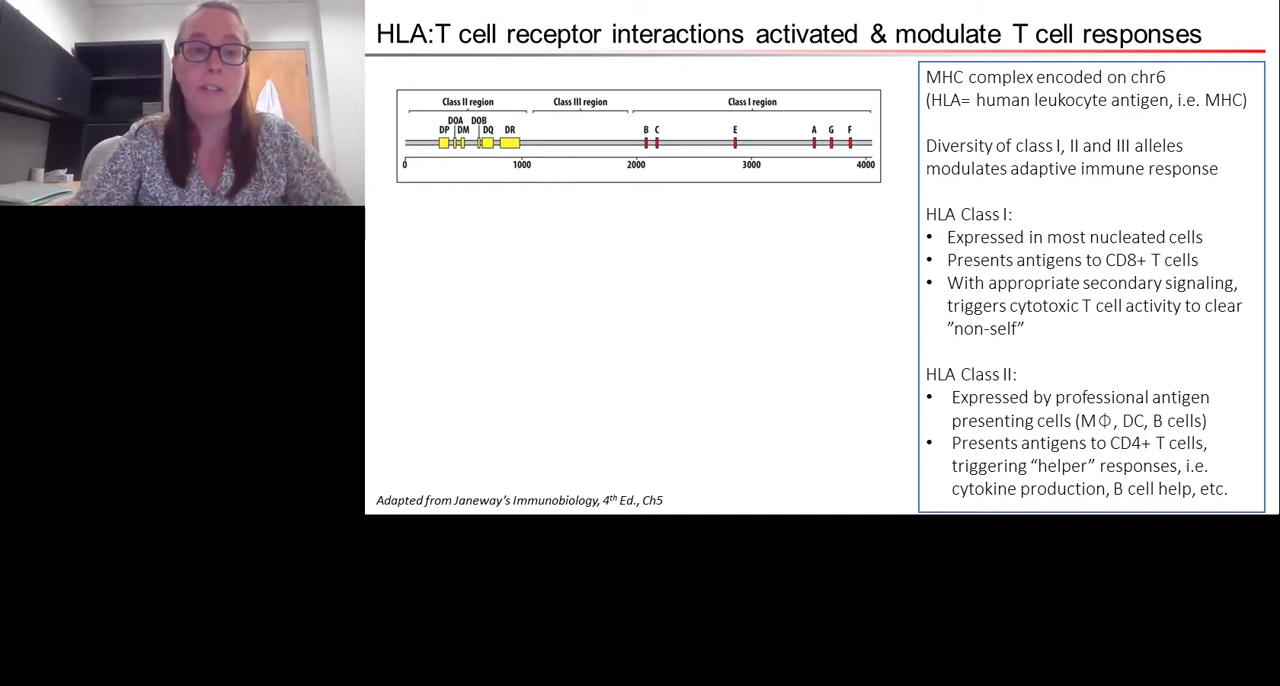 HLA:T cell receptor interactions activated & modulate T cell responses
Class II region Class III region Class I region
DOA DOB
DP DM DQ DR B C E A G F
0 1000 2000 3000 4000
Adapted from Janeway's Immunobiology, 4th Ed., Ch5
MHC complex encoded on chr6
(HLA= human leukocyte antigen, i.e. MHC)
Diversity of class I, II and III alleles
modulates adaptive immune response
HLA Class I:
• Expressed in most nucleated cells
• Presents antigens to CD8+ T cells
• With appropriate secondary signaling,
triggers cytotoxic T cell activity to clear
”non-self”
HLA Class II:
• Expressed by professional antigen
presenting cells (MΦ, DC, B cells)
• Presents antigens to CD4+ T cells,
triggering “helper” responses, i.e.
cytokine production, B cell help, etc.